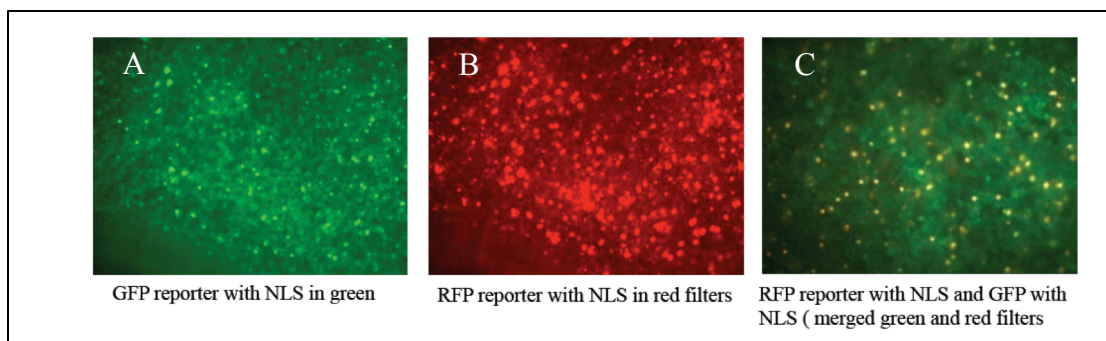 A
B
C
GFP reporter with NLS in green
RFP reporter with NLS in red filters
RFP reporter with NLS and GFP with
NLS ( merged green and red filters